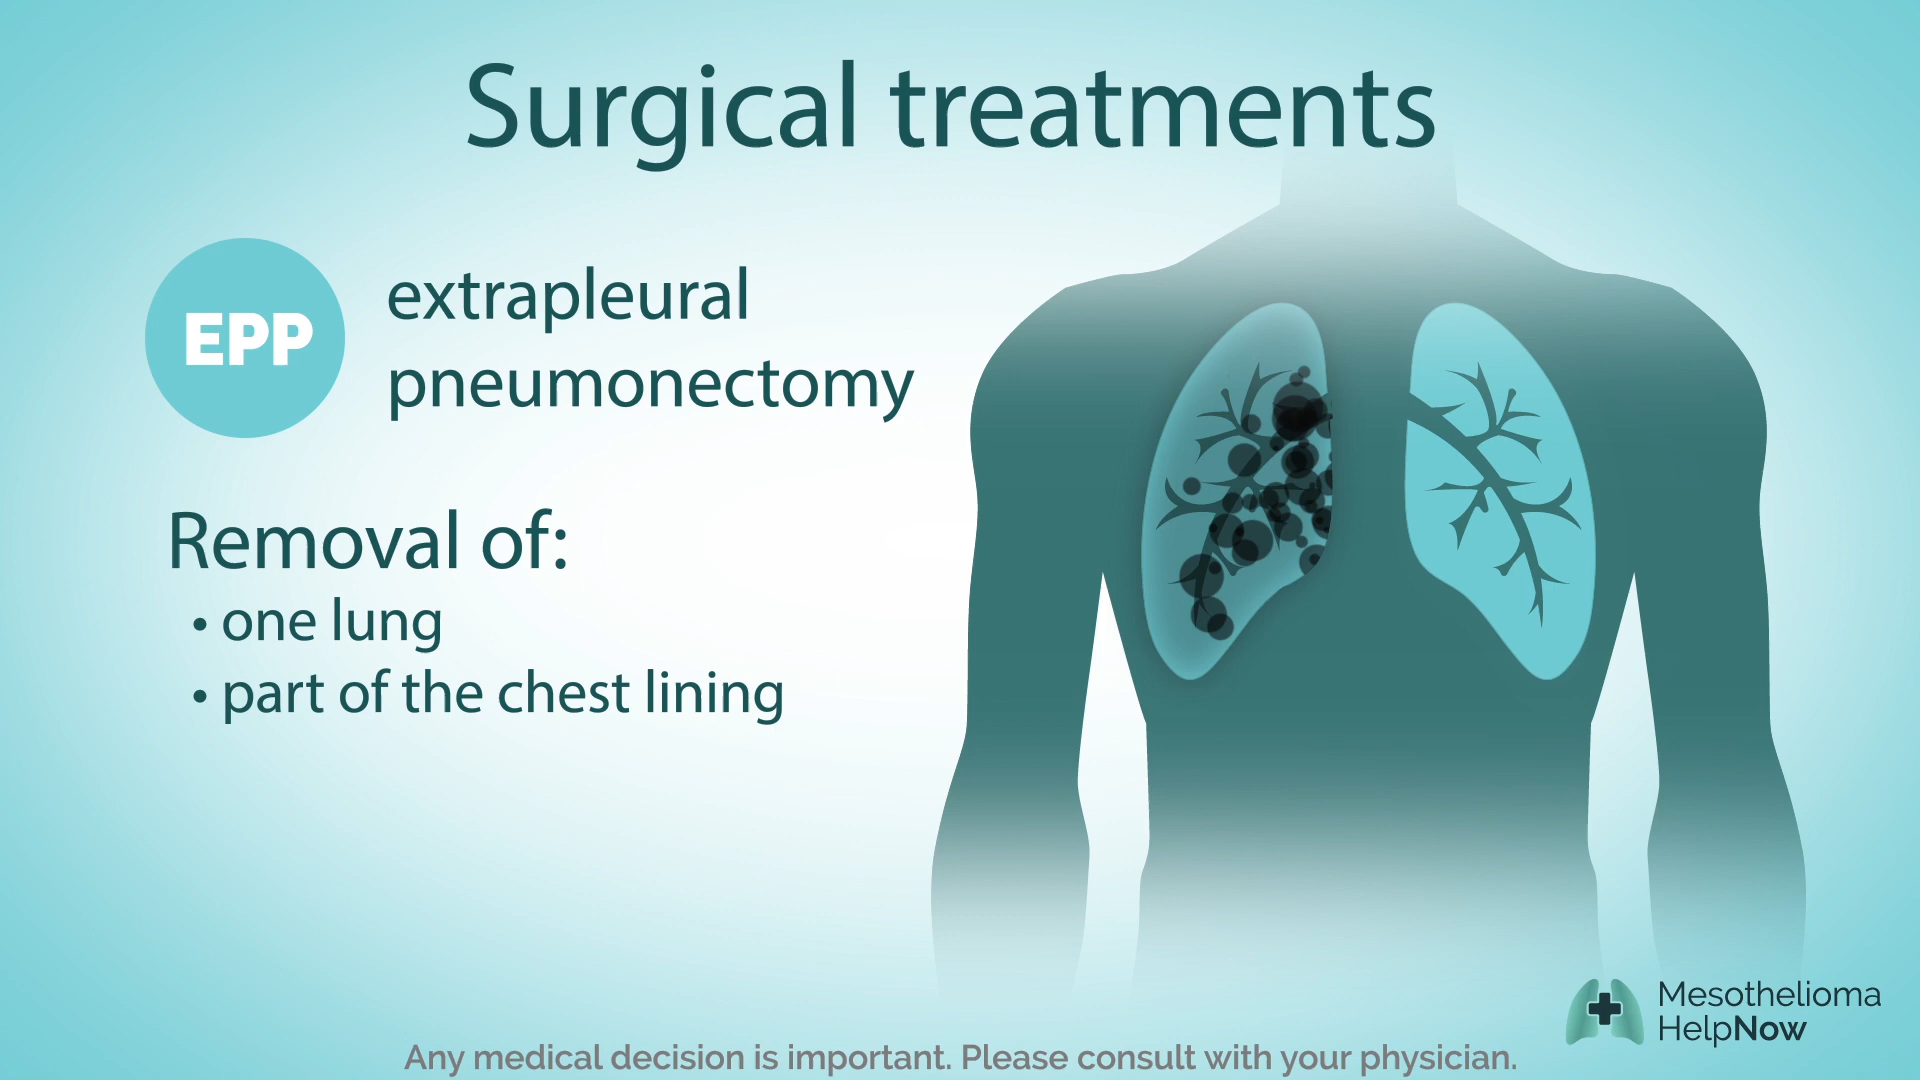 Surgical treatments
EPP
extrapleural
pneumonectomy
Removal of:
• one lung
• part of the chest lining
Mesothelioma
HelpNow
Any medical decision is important. Please consult with your physician.